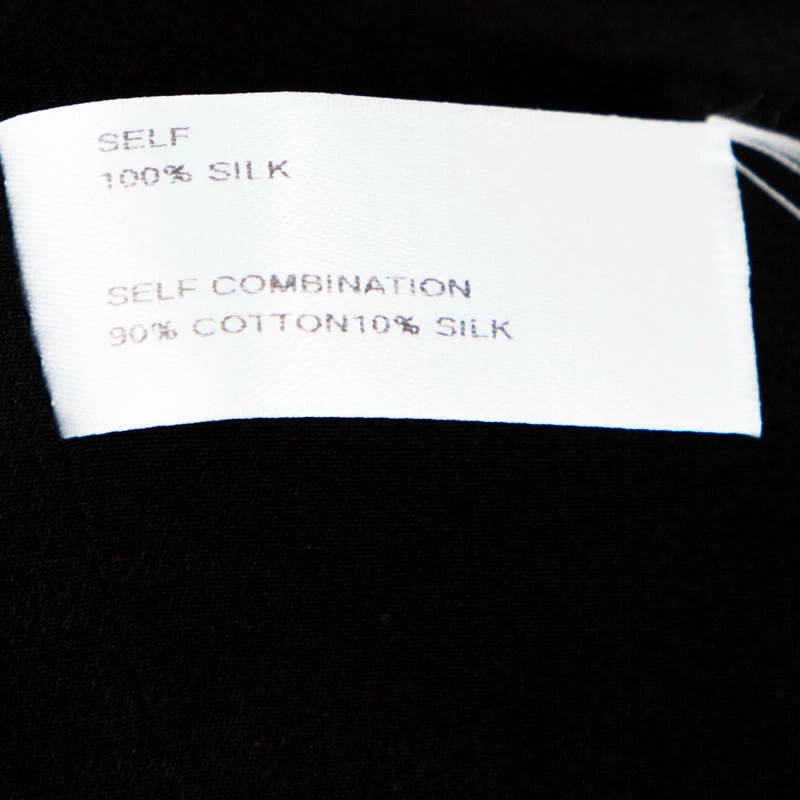 SELF
100% SILK
SELF COMBINATION
90% COTTON10% SILK